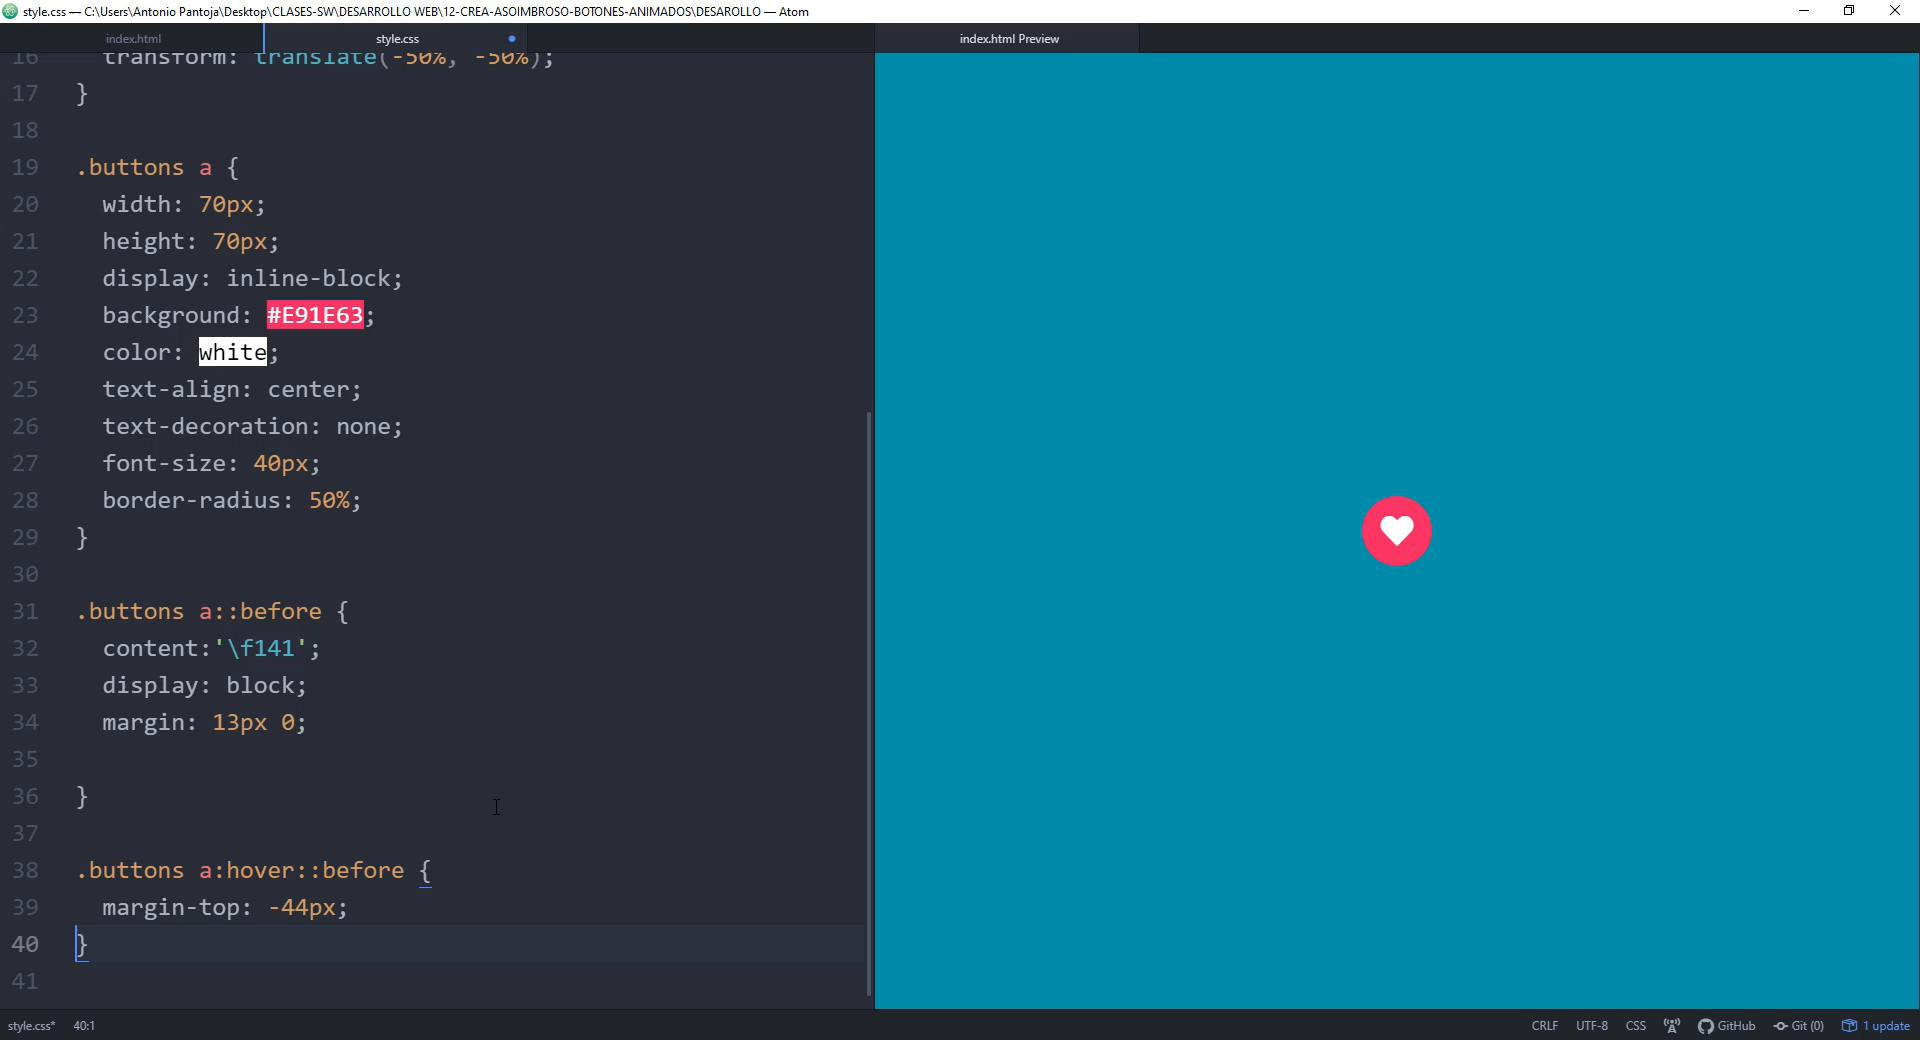 style.css — C:\Users\Antonio Pantoja\Desktop\CLASES-SW\DESARROLLO WEB\12-CREA-ASOIMBROSO-BOTONES-ANIMADOS\DESAROLLO — Atom
index.html
style.css
index.html Preview
16 transform: translate(-50%, -50%);
17 }
18
19 .buttons a {
20 width: 70px;
21 height: 70px;
22 display: inline-block;
23 background: #E91E63;
24 color: white;
25 text-align: center;
26 text-decoration: none;
27 font-size: 40px;
28 border-radius: 50%;
29 }
30
31 .buttons a::before {
32 content:'\f141';
33 display: block;
34 margin: 13px 0;
35
36 }
37
38 .buttons a:hover::before {
39 margin-top: -44px;
40 }
41
style.css* 40:1 CRLF UTF-8 CSS GitHub Git (0) 1 update